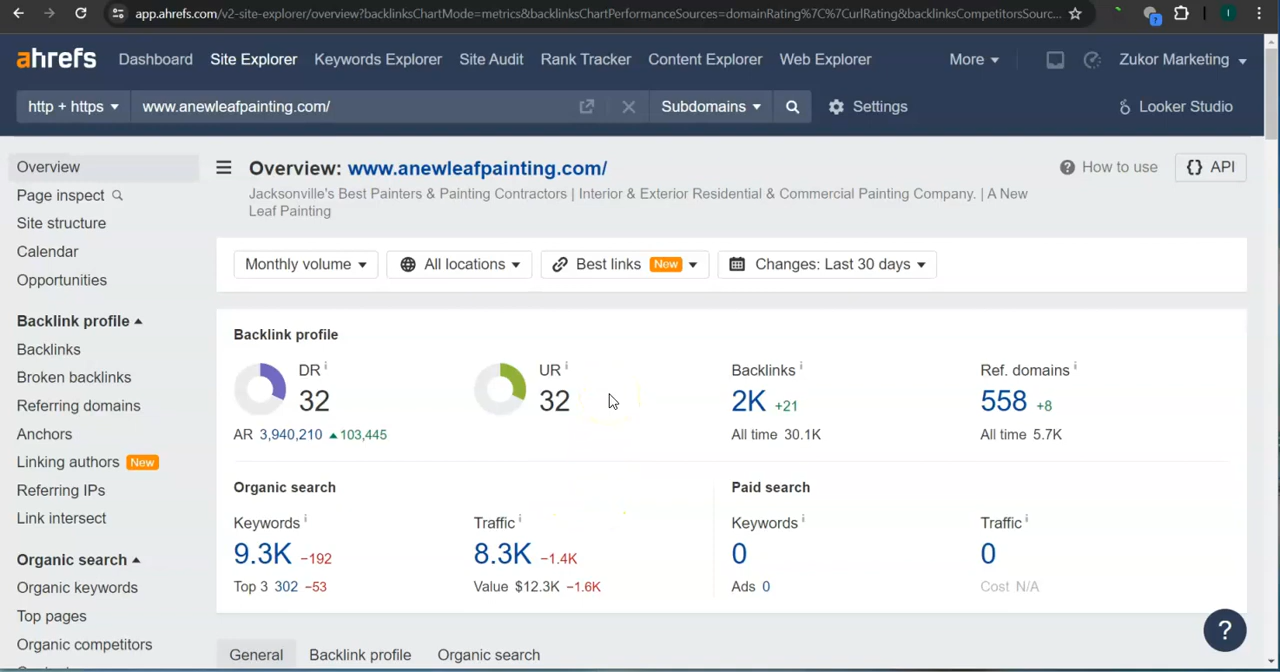 app.ahrefs.com/v2-site-explorer/overview?backlinksChartMode=metrics&backlinksChartPerformanceSources=domainRating%7C%7CurlRating&backlinksCompetitorsSourc...
ahrefs Dashboard Site Explorer Keywords Explorer Site Audit Rank Tracker Content Explorer Web Explorer More Zukor Marketing
http + https www.anewleafpainting.com/ Subdomains Settings Looker Studio
Overview
Page inspect
Site structure
Calendar
Opportunities
Backlink profile
Backlinks
Broken backlinks
Referring domains
Anchors
Linking authors New
Referring IPs
Link intersect
Organic search
Organic keywords
Top pages
Organic competitors
Overview: www.anewleafpainting.com/ ? How to use {} API
Jacksonville's Best Painters & Painting Contractors | Interior & Exterior Residential & Commercial Painting Company. | A New
Leaf Painting
Monthly volume All locations Best links New Changes: Last 30 days
Backlink profile
DR i UR i Backlinks i Ref. domains i
32 32 2K +21 558 +8
AR 3,940,210 ▲103,445 All time 30.1K All time 5.7K
Organic search Paid search
Keywords i Traffic i Keywords i Traffic i
9.3K −192 8.3K −1.4K 0 0
Top 3 302 −53 Value $12.3K −1.6K Ads 0 Cost N/A
?
General Backlink profile Organic search